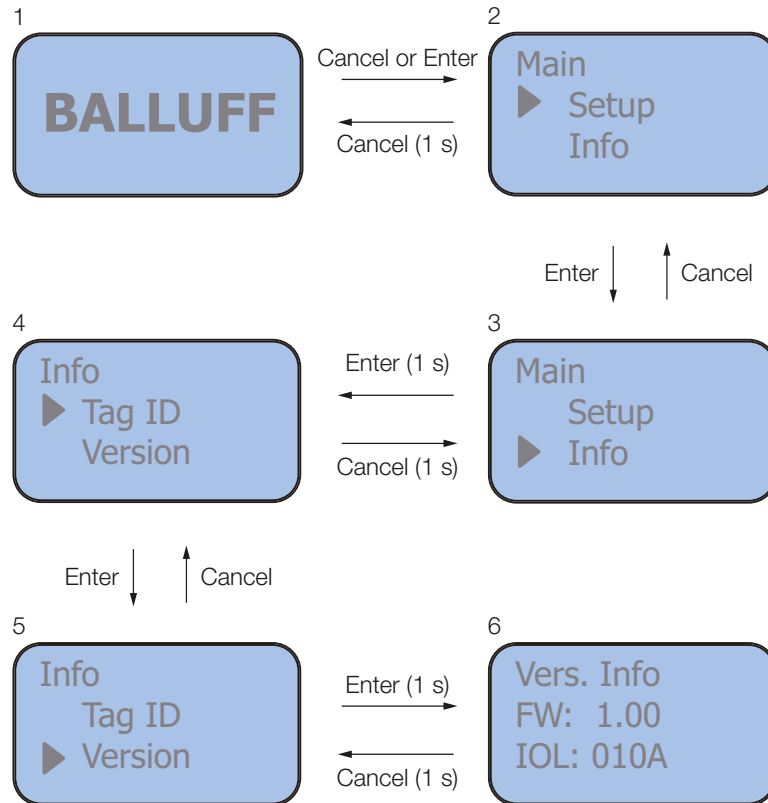 1
BALLUFF
Cancel or Enter
Cancel (1 s)
2
Main
Setup
Info
Enter
Cancel
4
Info
Tag ID
Version
Enter (1 s)
Cancel (1 s)
3
Main
Setup
Info
Enter
Cancel
5
Info
Tag ID
Version
Enter (1 s)
Cancel (1 s)
6
Vers. Info
FW: 1.00
IOL: 010A